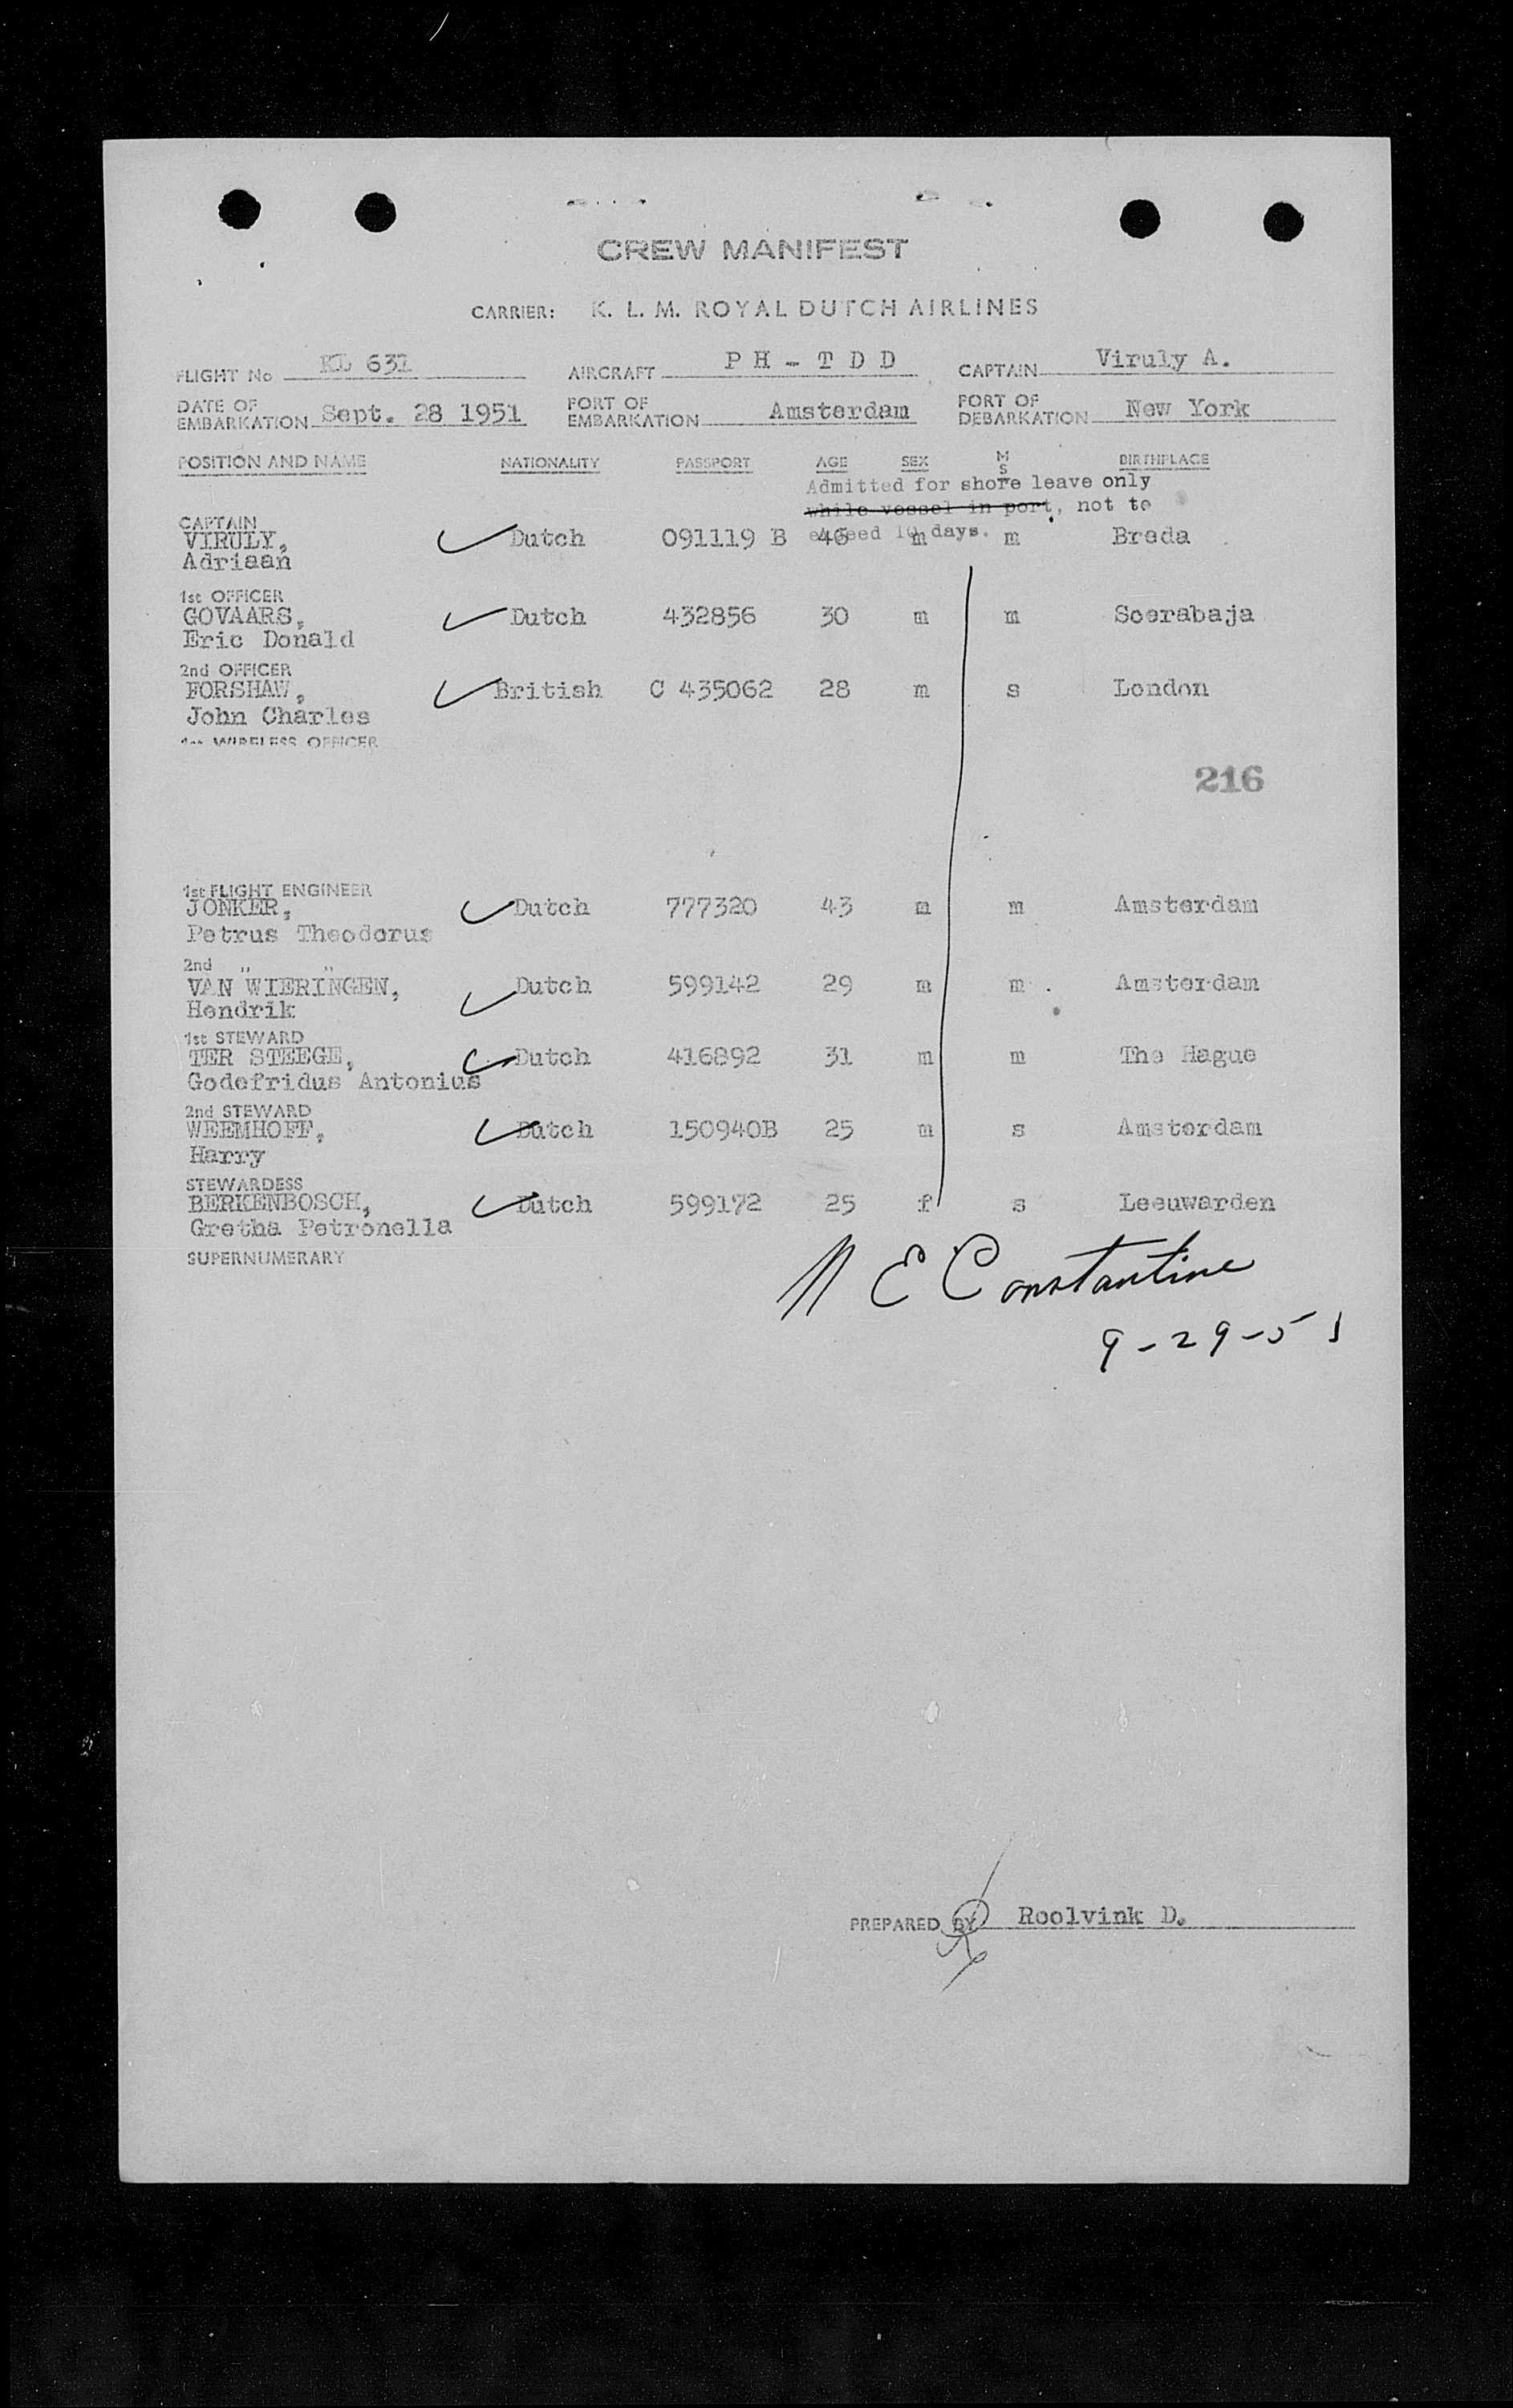 CREW MANIFEST
CARRIER: K. L. M. ROYAL DUTCH AIRLINES
FLIGHT No KL 631 AIRCRAFT PH - TDD CAPTAIN Viruly A.
DATE OF EMBARKATION Sept. 28 1951 PORT OF EMBARKATION Amsterdam PORT OF DEBARKATION New York
POSITION AND NAME NATIONALITY PASSPORT AGE SEX M S BIRTHPLACE
Admitted for shore leave only
while vessel in port, not to
exceed 10 days.
CAPTAIN
VIRULY, Dutch 091119 B 46 m m Breda
Adriaan
1st OFFICER
GOVAARS, Dutch 432856 30 m m Soerabaja
Eric Donald
2nd OFFICER
FORSHAW, British C 435062 28 m s London
John Charles
1st WIRELESS OFFICER
216
1st FLIGHT ENGINEER
JONKER, Dutch 777320 43 m m Amsterdam
Petrus Theodorus
2nd " "
VAN WIERINGEN, Dutch 599142 29 m m Amsterdam
Hendrik
1st STEWARD
TER STEEGE, Dutch 416892 31 m m The Hague
Godefridus Antonius
2nd STEWARD
WEEMHOFF, Dutch 150940B 25 m s Amsterdam
Harry
STEWARDESS
BERKENBOSCH, Dutch 599172 25 f s Leeuwarden
Gretha Petronella
SUPERNUMERARY
N E Constantine
9-29-51
PREPARED BY Roolvink D.